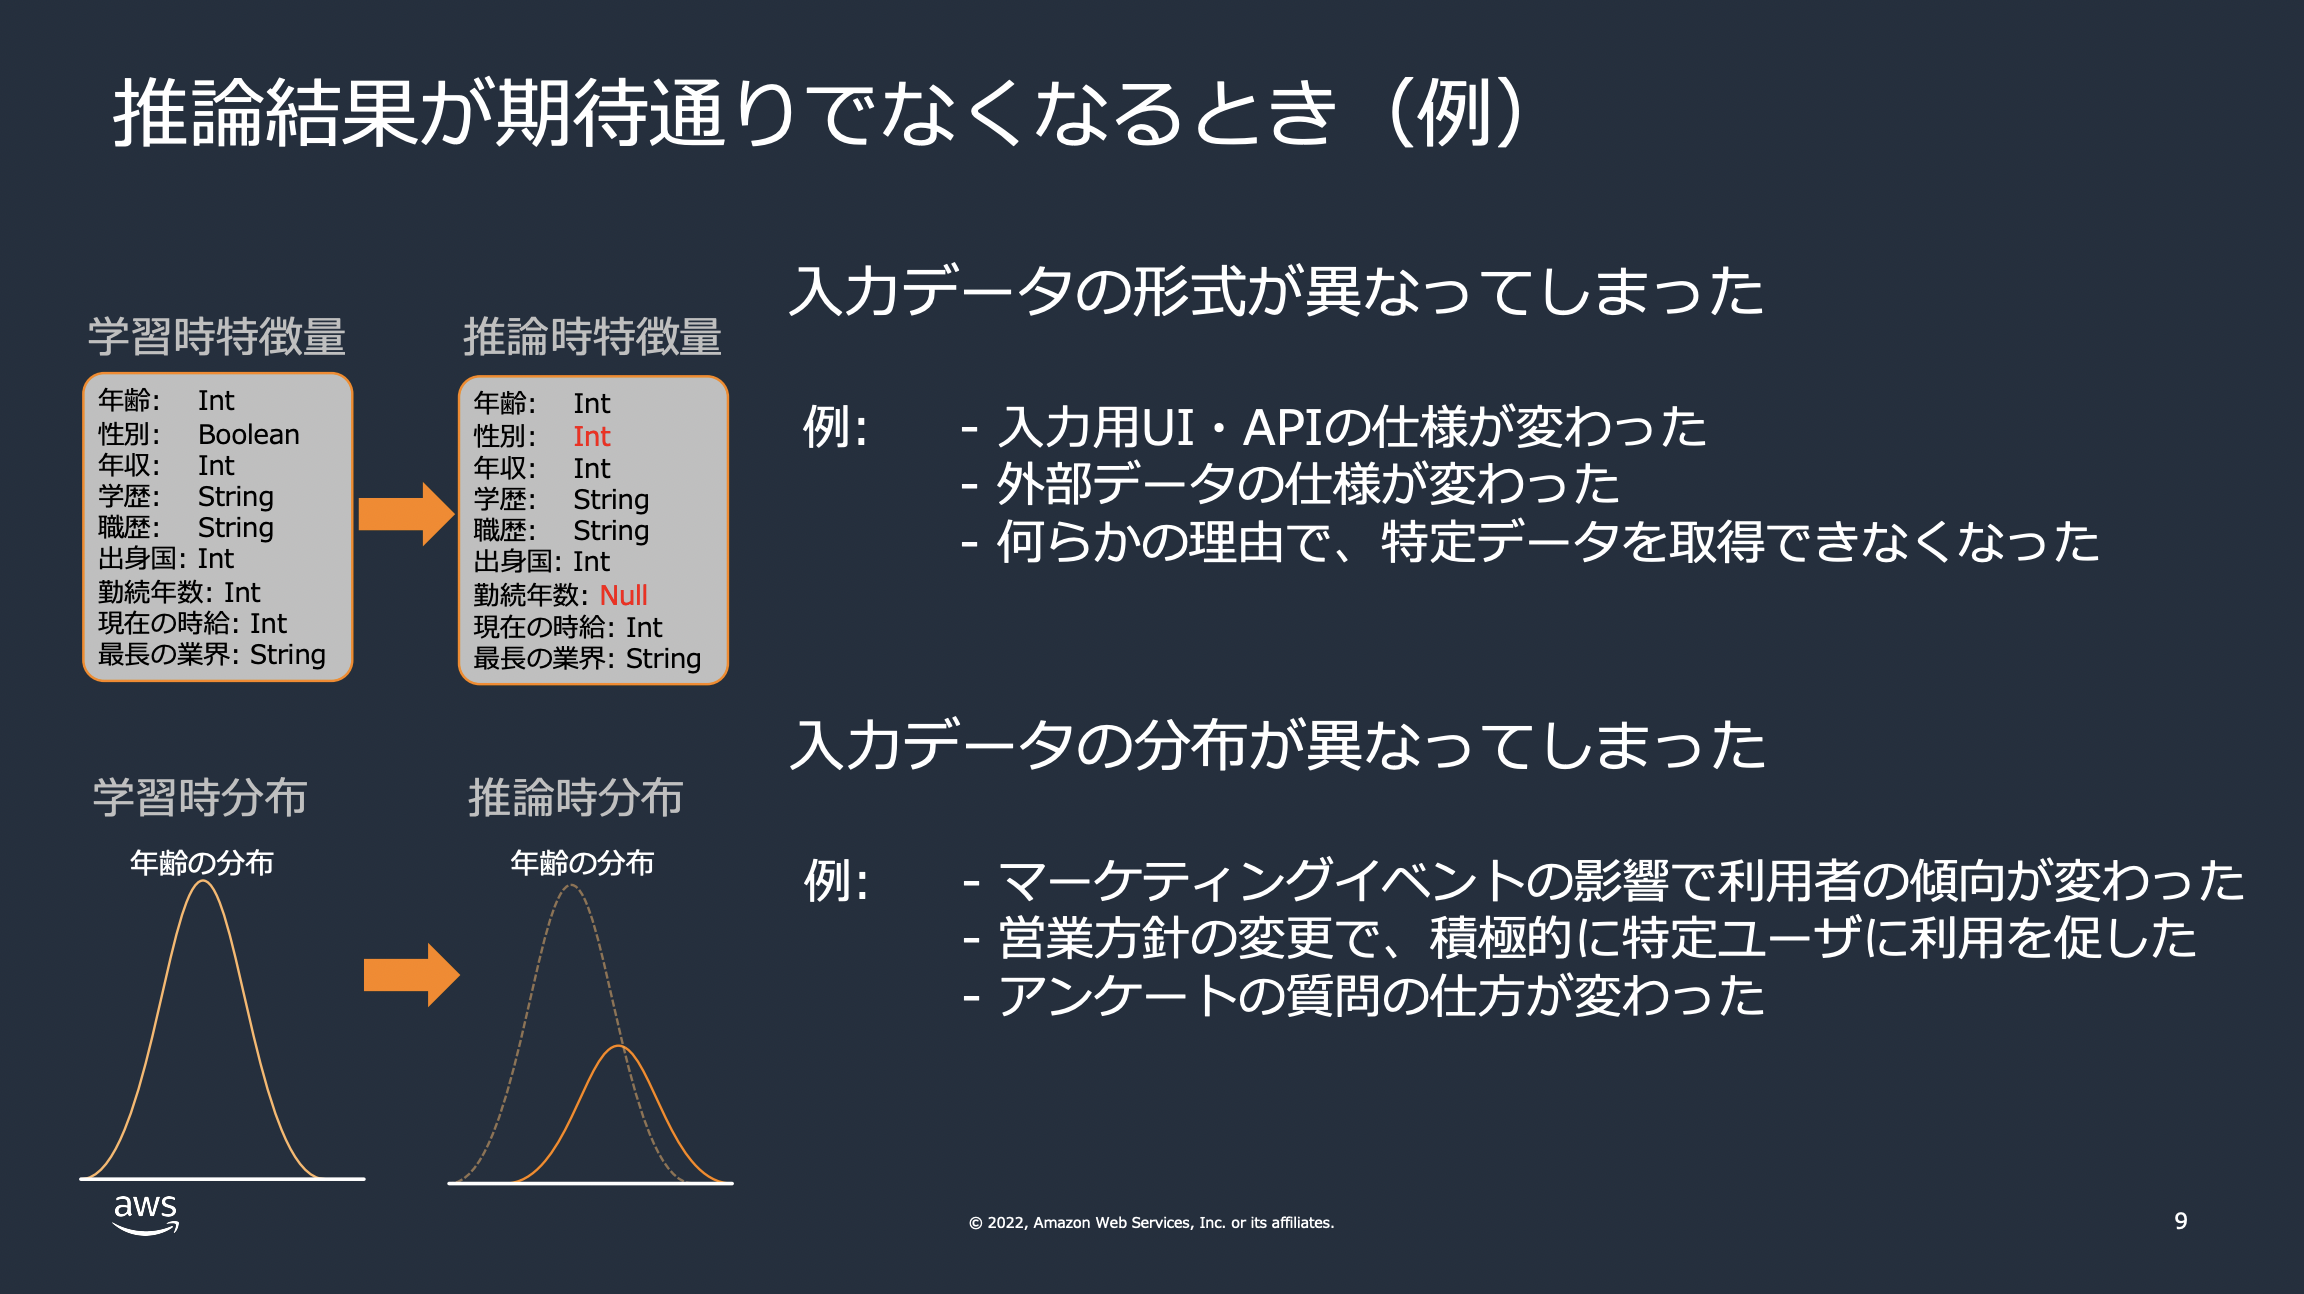 推論結果が期待通りでなくなるとき（例）
学習時特徴量
年齢: Int
性別: Boolean
年収: Int
学歴: String
職歴: String
出身国: Int
勤続年数: Int
現在の時給: Int
最長の業界: String
推論時特徴量
年齢: Int
性別: Int
年収: Int
学歴: String
職歴: String
出身国: Int
勤続年数: Null
現在の時給: Int
最長の業界: String
入力データの形式が異なってしまった
例: - 入力用UI・APIの仕様が変わった
- 外部データの仕様が変わった
- 何らかの理由で、特定データを取得できなくなった
学習時分布
年齢の分布
推論時分布
年齢の分布
入力データの分布が異なってしまった
例: - マーケティングイベントの影響で利用者の傾向が変わった
- 営業方針の変更で、積極的に特定ユーザに利用を促した
- アンケートの質問の仕方が変わった
aws
© 2022, Amazon Web Services, Inc. or its affiliates.
9